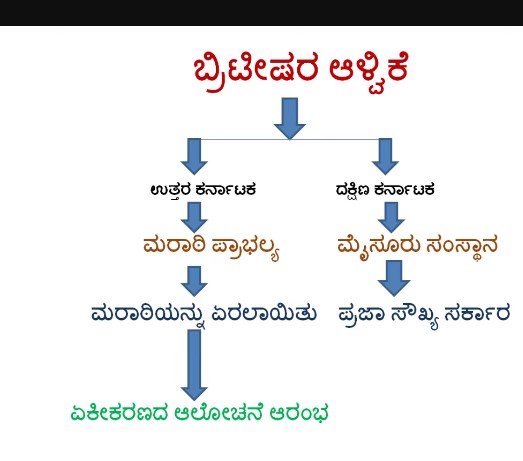 ಬ್ರಿಟೀಷರ ಆಳ್ವಿಕೆ
ಉತ್ತರ ಕರ್ನಾಟಕ ದಕ್ಷಿಣ ಕರ್ನಾಟಕ
ಮರಾಠಿ ಪ್ರಾಭಲ್ಯ ಮೈಸೂರು ಸಂಸ್ಥಾನ
ಮರಾಠಿಯನ್ನು ಏರಲಾಯಿತು ಪ್ರಜಾ ಸೌಖ್ಯ ಸರ್ಕಾರ
ಏಕೀಕರಣದ ಆಲೋಚನೆ ಆರಂಭ